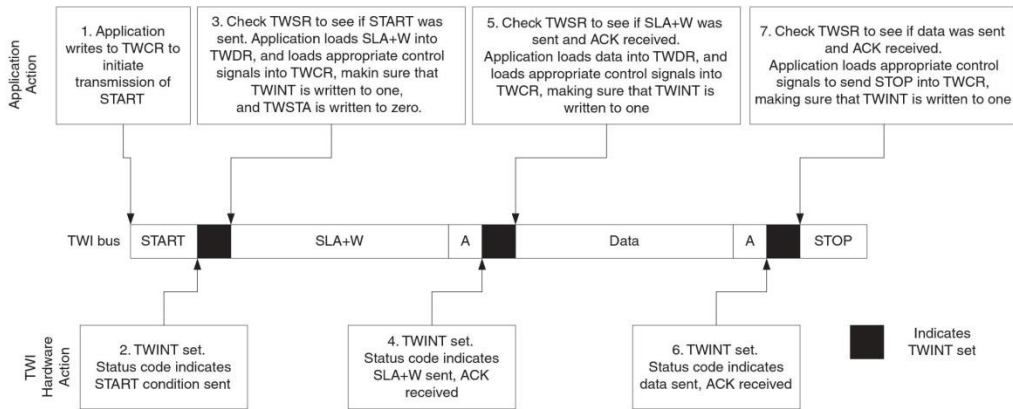 Application
Action
1. Application
writes to TWCR to
initiate
transmission of
START
3. Check TWSR to see if START was
sent. Application loads SLA+W into
TWDR, and loads appropriate control
signals into TWCR, makin sure that
TWINT is written to one,
and TWSTA is written to zero.
5. Check TWSR to see if SLA+W was
sent and ACK received.
Application loads data into TWDR, and
loads appropriate control signals into
TWCR, making sure that TWINT is
written to one
7. Check TWSR to see if data was sent
and ACK received.
Application loads appropriate control
signals to send STOP into TWCR,
making sure that TWINT is written to one
TWI bus
START
SLA+W
A
Data
A
STOP
TWI
Hardware
Action
2. TWINT set.
Status code indicates
START condition sent
4. TWINT set.
Status code indicates
SLA+W sent, ACK
received
6. TWINT set.
Status code indicates
data sent, ACK received
Indicates
TWINT set